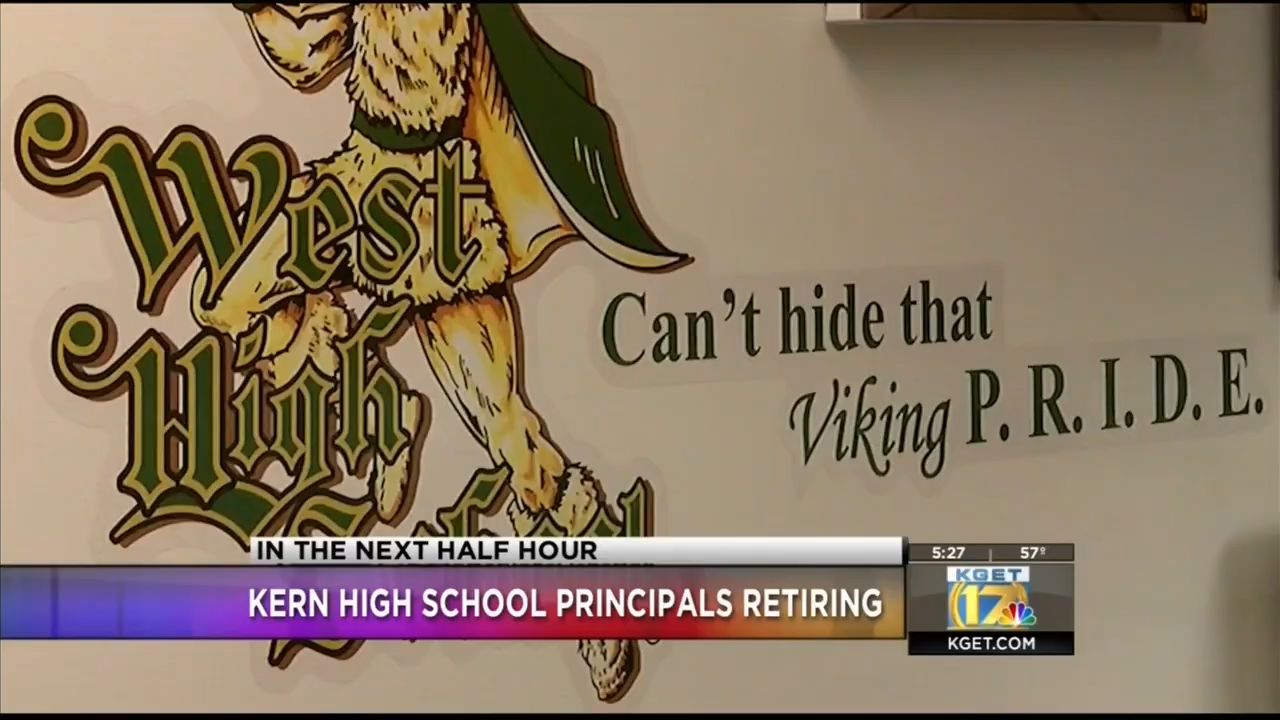 West
High
School
Can't hide that
Viking P. R. I. D. E.
IN THE NEXT HALF HOUR
KERN HIGH SCHOOL PRINCIPALS RETIRING
5:27 | 57º
KGET
17
KGET.COM